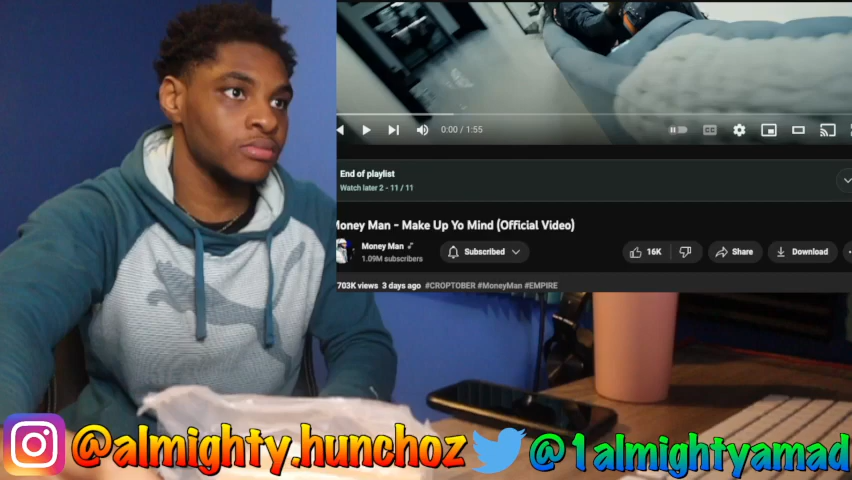 0:00 / 1:55
CC
End of playlist
Watch later 2 - 11 / 11
Money Man - Make Up Yo Mind (Official Video)
Money Man
Subscribed
16K
Share
Download
1.09M subscribers
703K views 3 days ago #CROPTOBER #MoneyMan #EMPIRE
@almighty.hunchoz
@1almightyamad